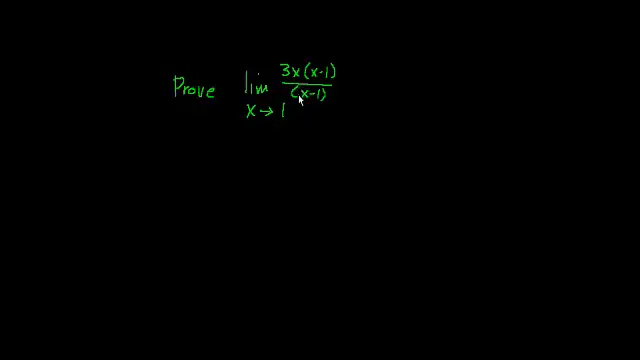 Prove lim 3x(x-1)
(x-1)
x → 1